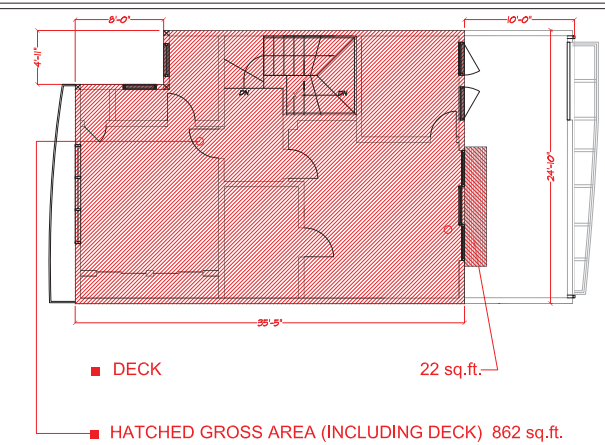 8'-0"
10'-0"
4'-11"
DN
DN
24'-10"
35'-5"
DECK 22 sq.ft.
HATCHED GROSS AREA (INCLUDING DECK) 862 sq.ft.